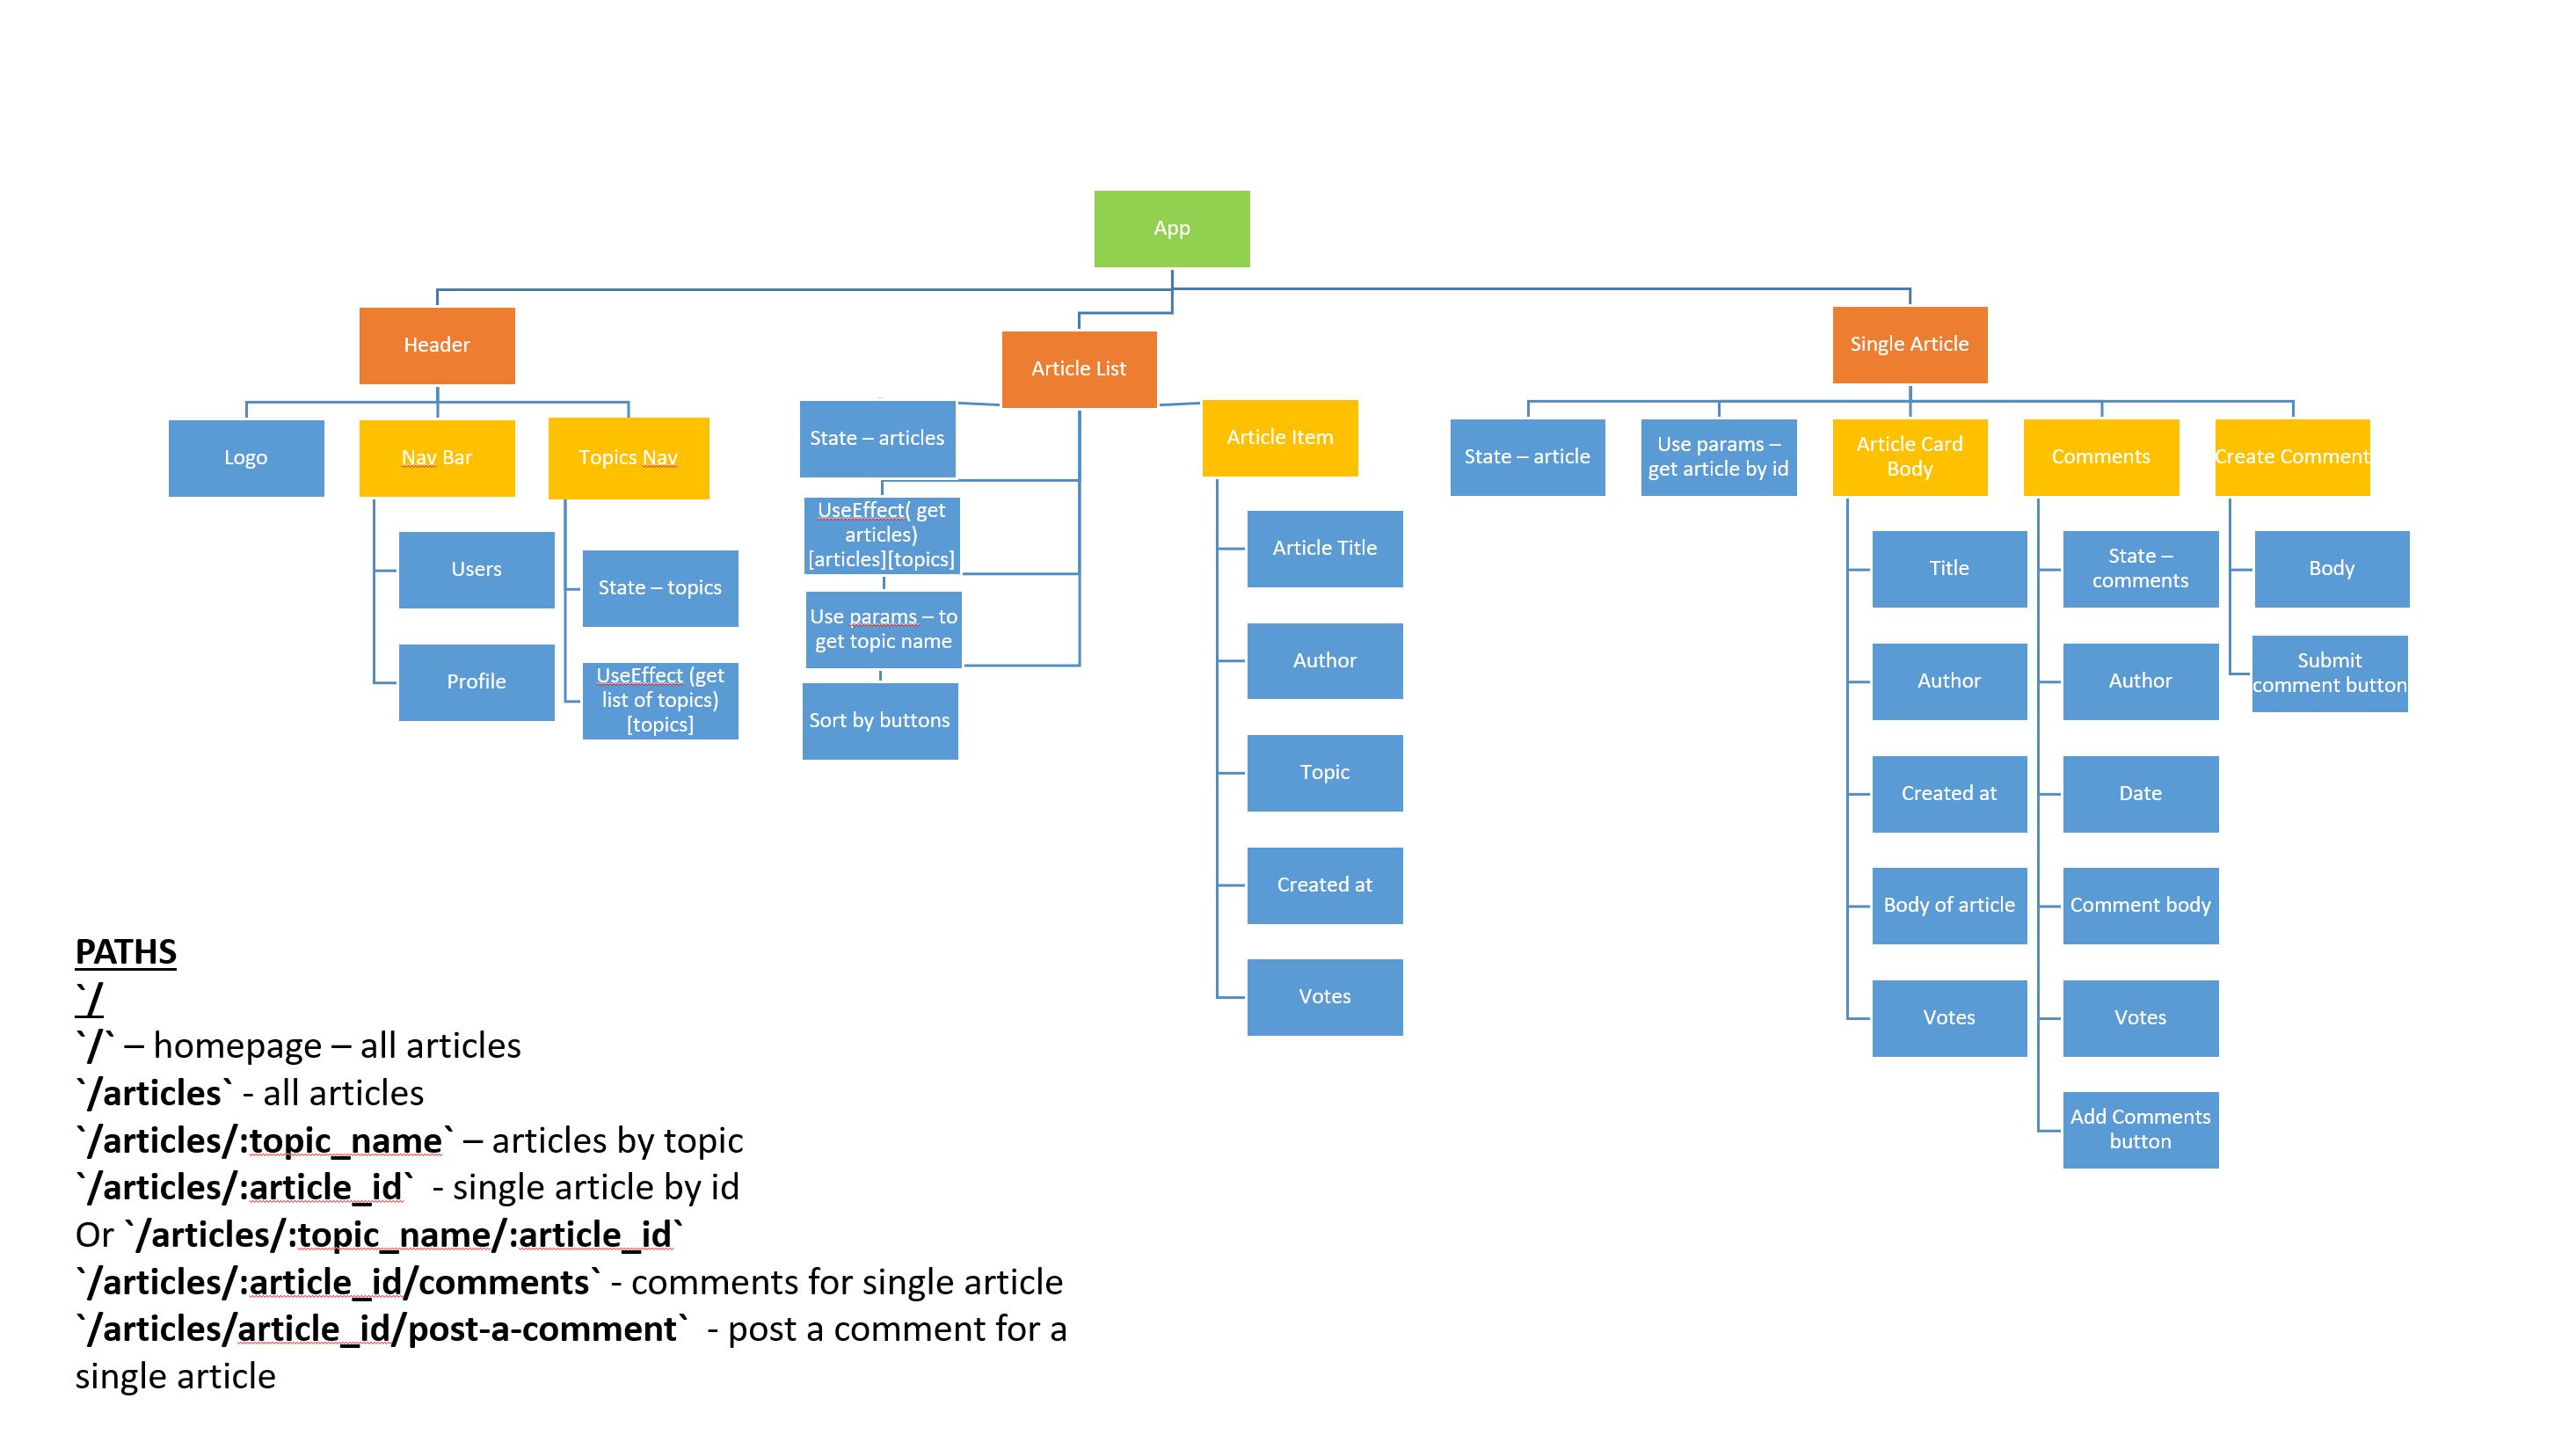 App
Header
Article List
Single Article
Logo
Nav Bar
Topics Nav
Users
Profile
State – topics
UseEffect (get
list of topics)
[topics]
State – articles
UseEffect( get
articles)
[articles][topics]
Use params – to
get topic name
Sort by buttons
Article Item
Article Title
Author
Topic
Created at
Votes
State – article
Use params –
get article by id
Article Card
Body
Comments
Create Comment
Title
Author
Created at
Body of article
Votes
State –
comments
Author
Date
Comment body
Votes
Add Comments
button
Body
Submit
comment button
PATHS
`/
`/` – homepage – all articles
`/articles` - all articles
`/articles/:topic_name` – articles by topic
`/articles/:article_id`  - single article by id
Or `/articles/:topic_name/:article_id`
`/articles/:article_id/comments` - comments for single article
`/articles/article_id/post-a-comment`  - post a comment for a
single article